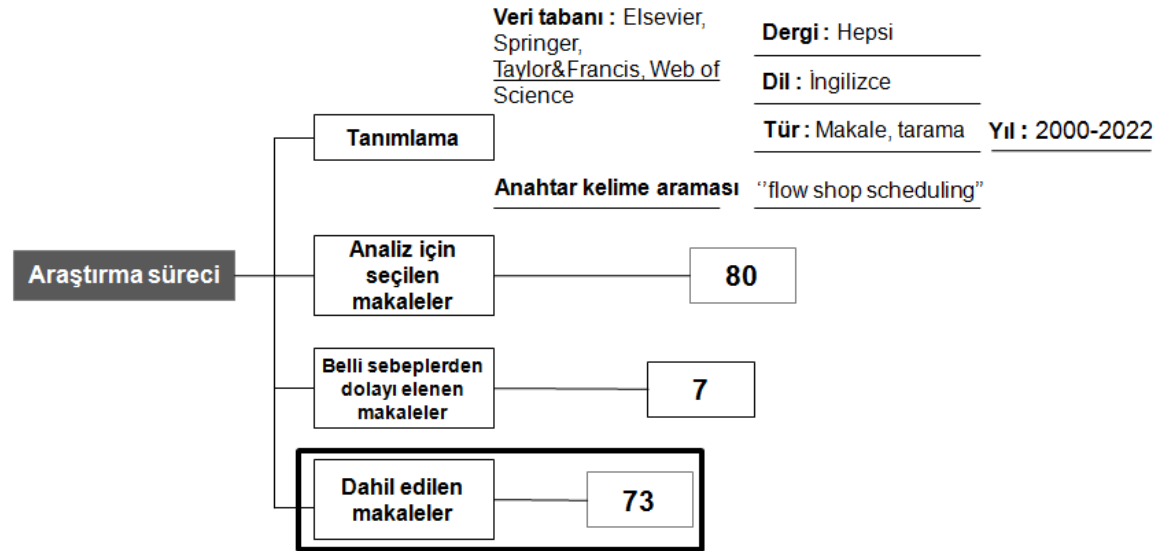 Veri tabanı : Elsevier,
Springer,
Taylor&Francis, Web of
Science
Dergi : Hepsi
Dil : İngilizce
Tür : Makale, tarama
Yıl : 2000-2022
Tanımlama
Anahtar kelime araması
‘’flow shop scheduling”
Araştırma süreci
Analiz için
seçilen
makaleler
80
Belli sebeplerden
dolayı elenen
makaleler
7
Dahil edilen
makaleler
73